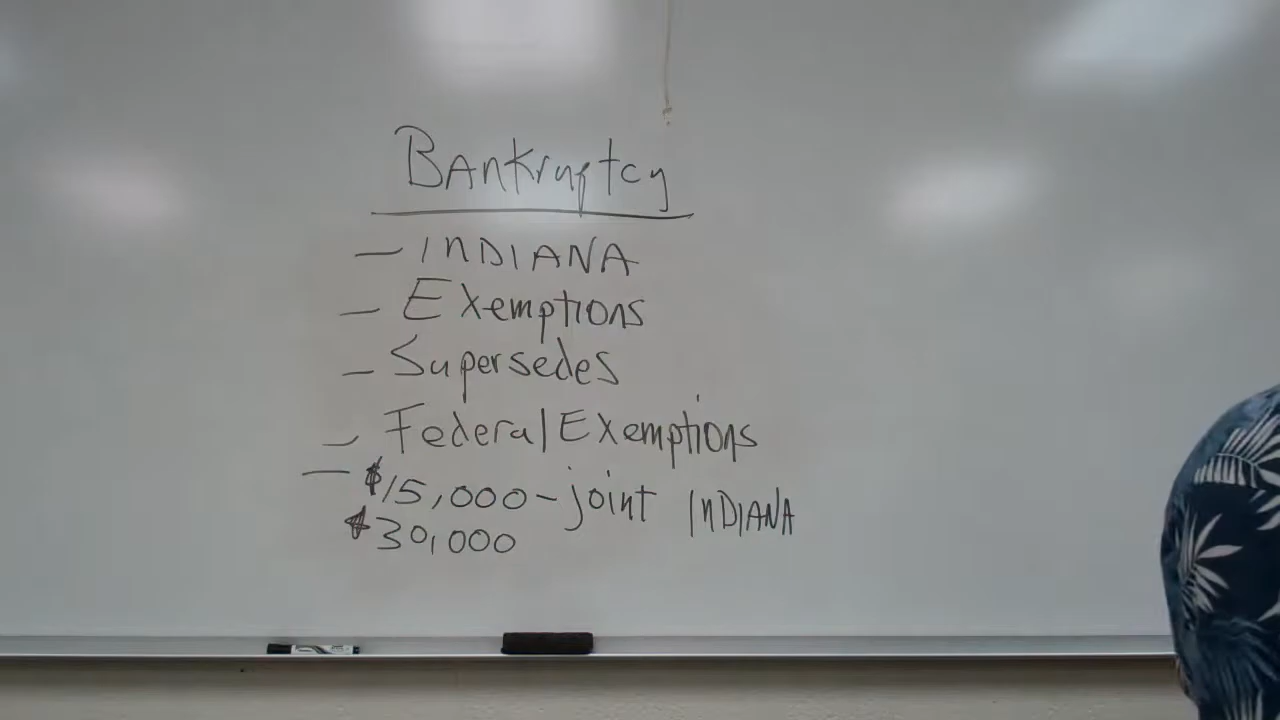 Bankruptcy
- INDIANA
- Exemptions
- Supersedes
- Federal Exemptions
- $15,000 - joint INDIANA
$30,000